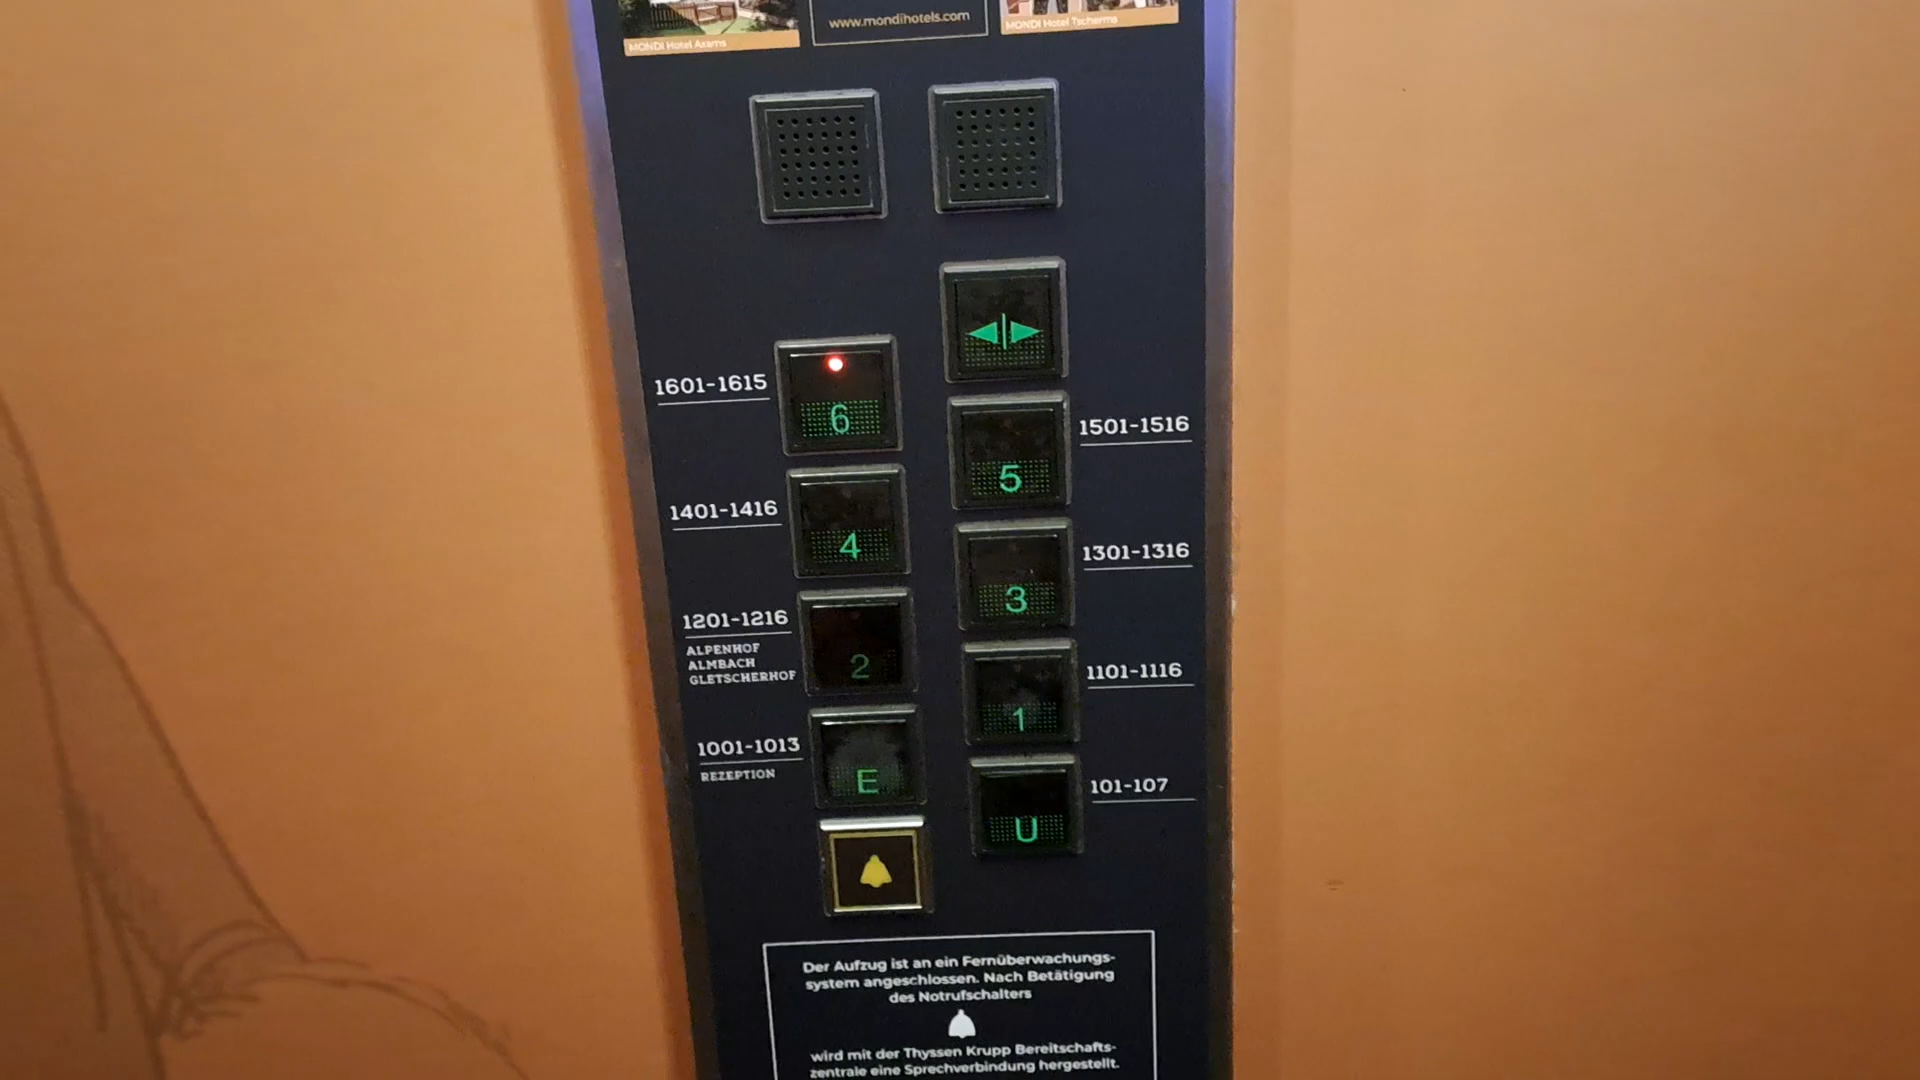 www.mondihotels.com
MONDI Hotel Axams
MONDI Hotel Tscherms
1601-1615
6
5
1501-1516
1401-1416
4
3
1301-1316
1201-1216
ALPENHOF
ALMBACH
GLETSCHERHOF
2
1
1101-1116
1001-1013
REZEPTION
E
U
101-107
Der Aufzug ist an ein Fernüberwachungs-
system angeschlossen. Nach Betätigung
des Notrufschalters
wird mit der Thyssen Krupp Bereitschafts-
zentrale eine Sprechverbindung hergestellt.